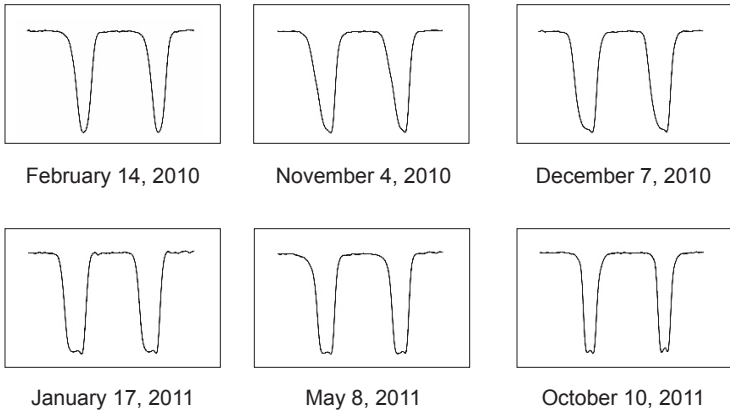 February 14, 2010
November 4, 2010
December 7, 2010
January 17, 2011
May 8, 2011
October 10, 2011